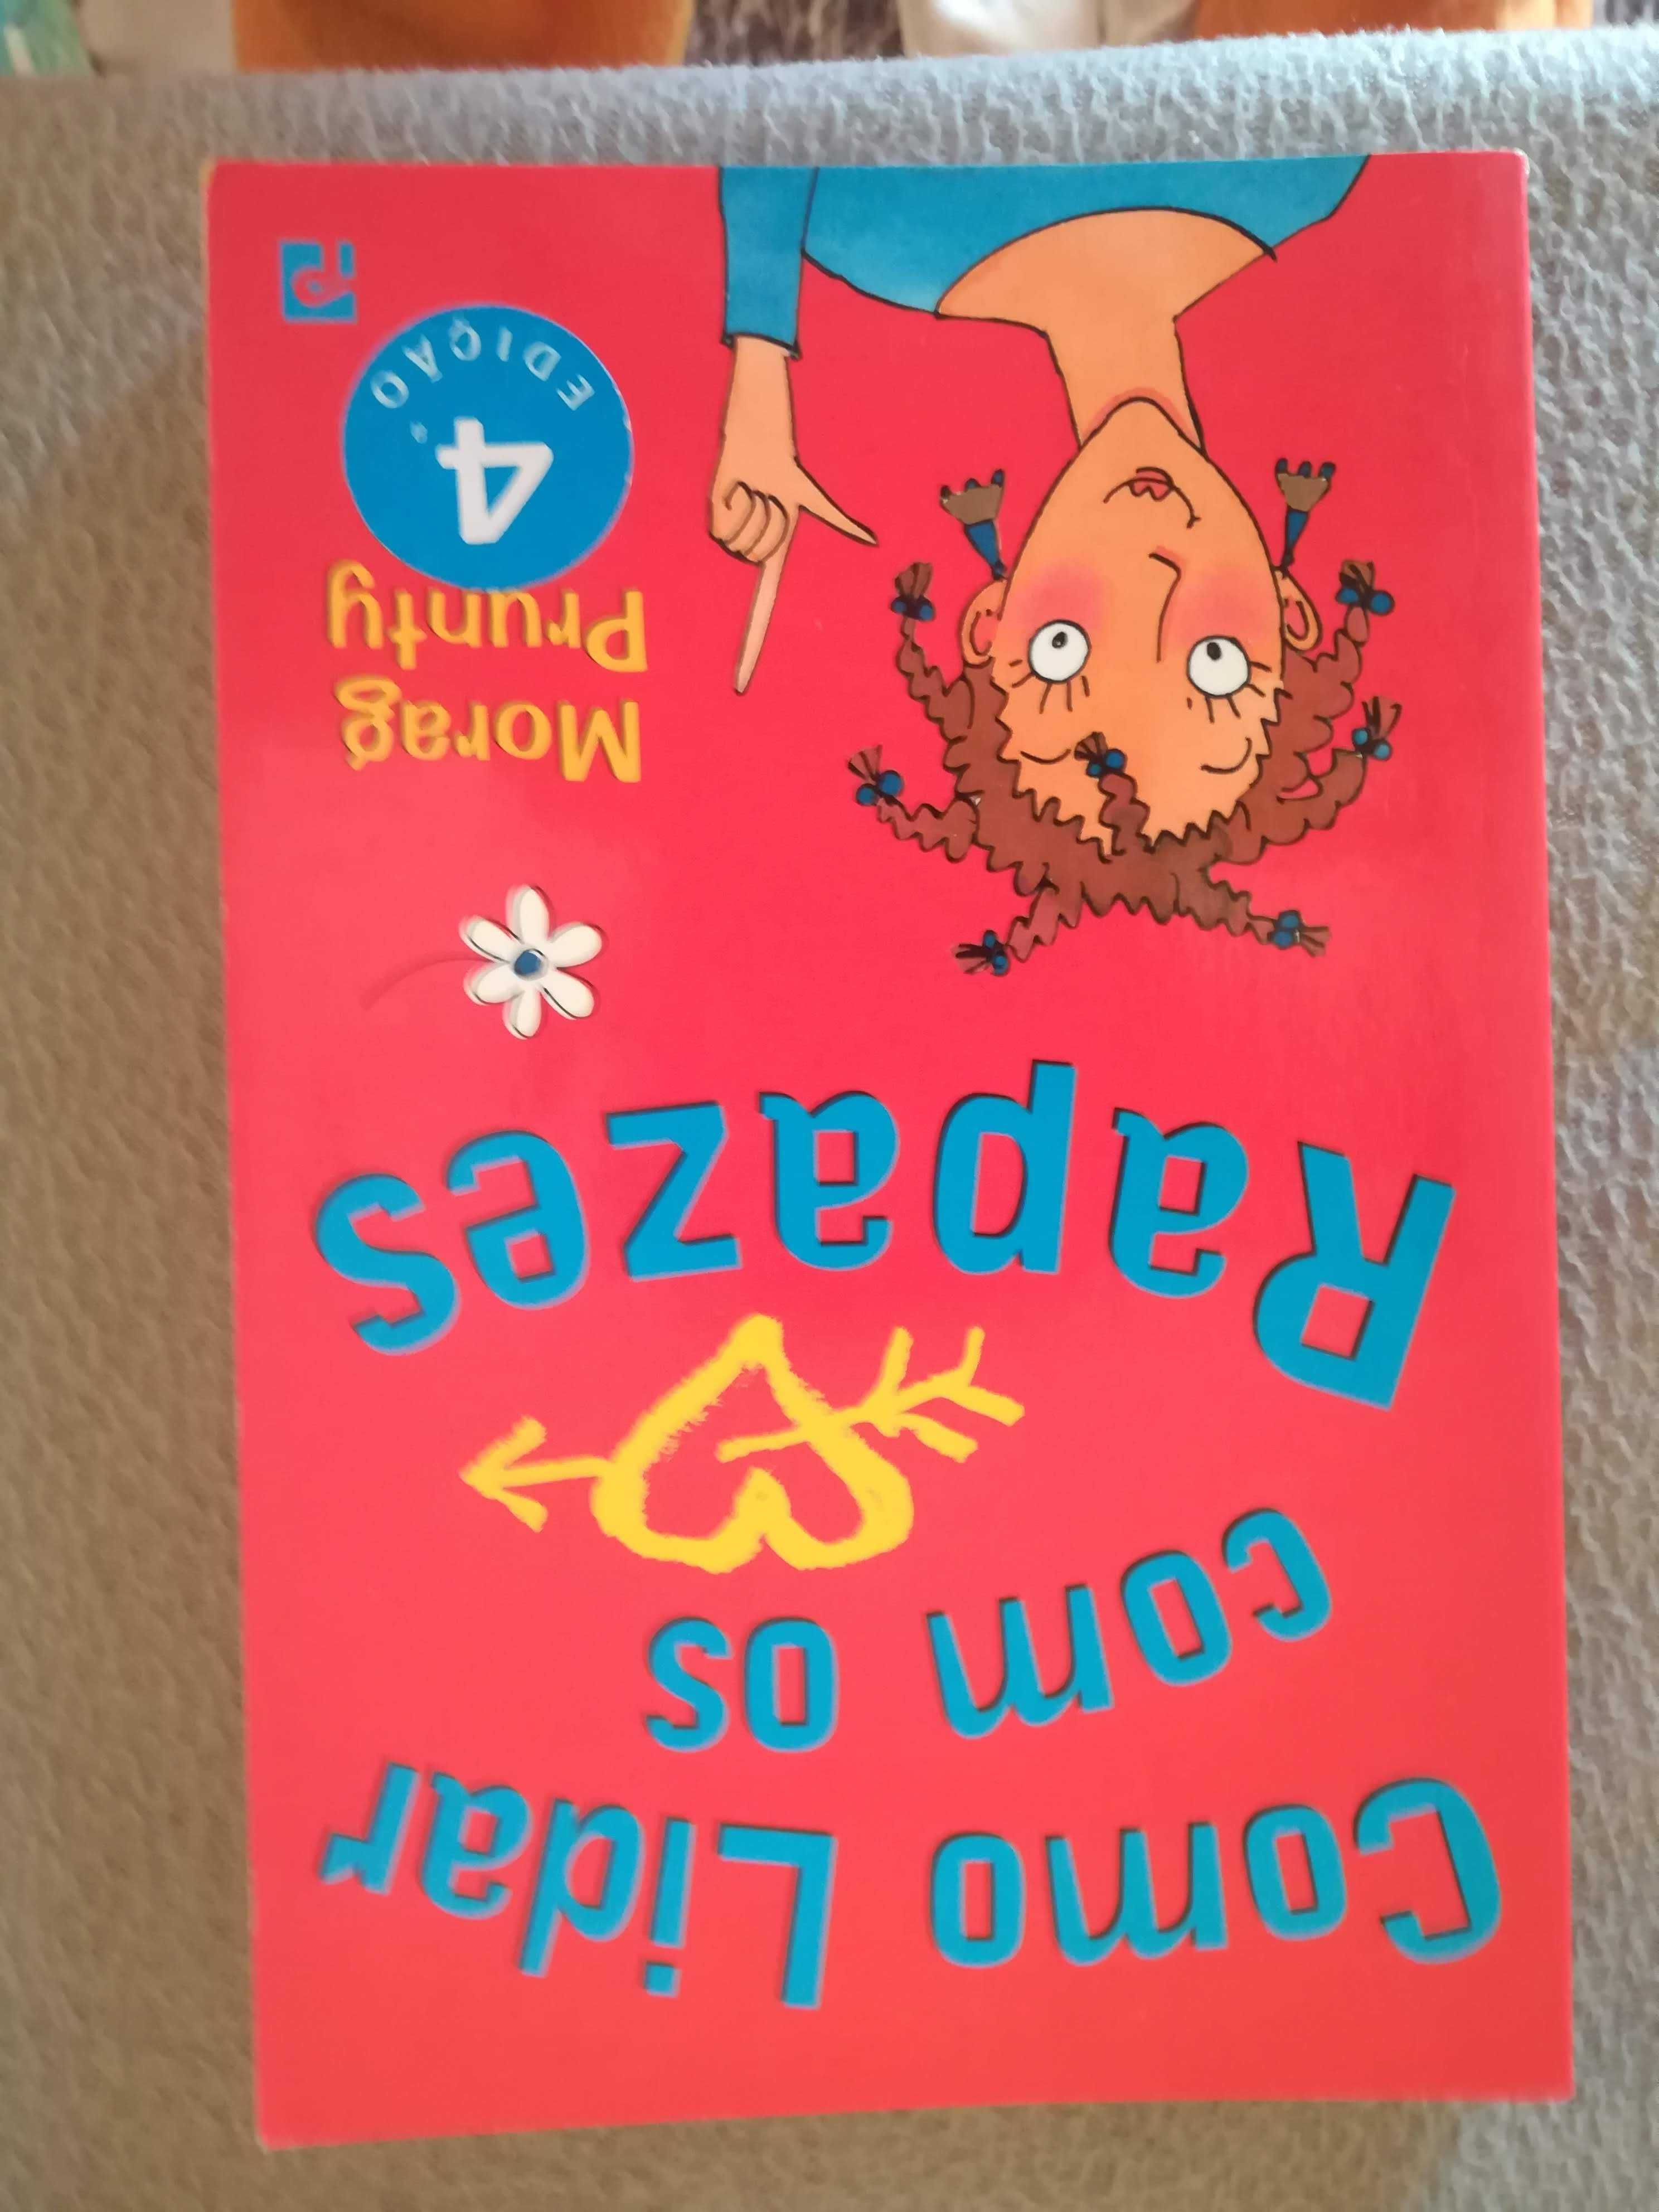 Como Lidar
com os
Rapazes
Morag
Prunty
4.ª
EDIÇÃO